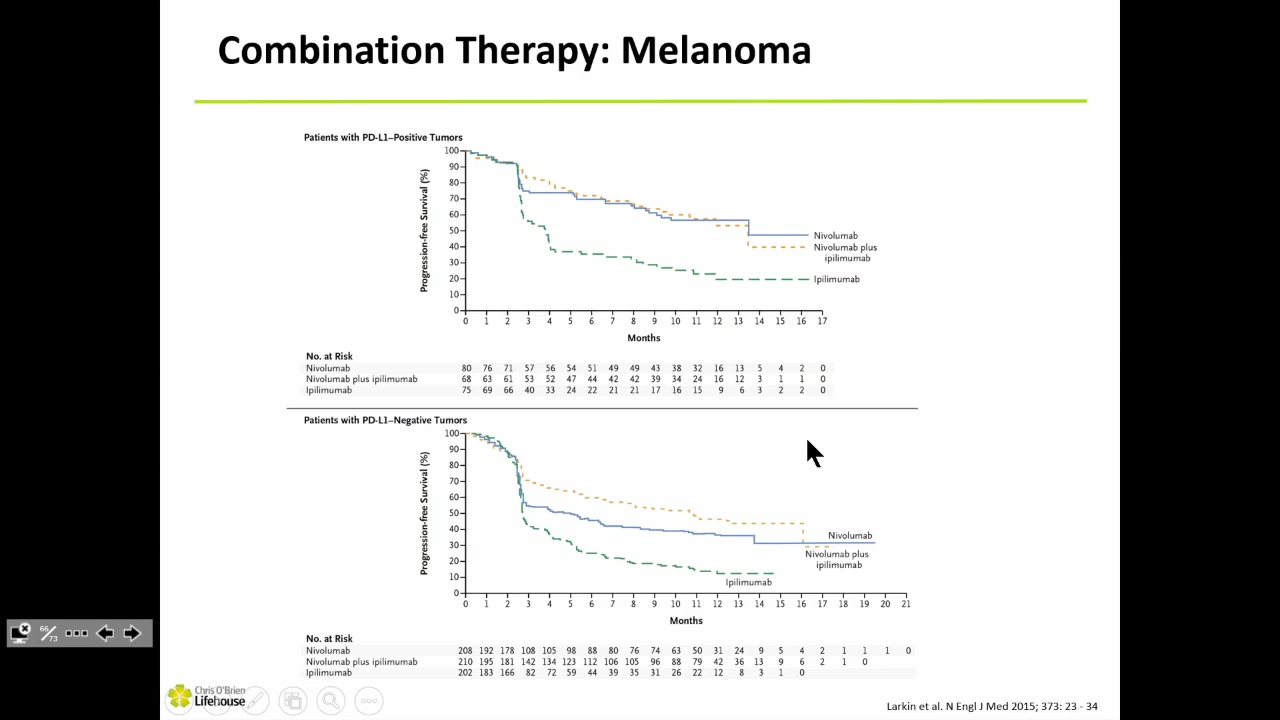 Combination Therapy: Melanoma
Patients with PD-L1–Positive Tumors
Progression-free Survival (%)
100
90
80
70
60
50
40
30
20
10
0
Nivolumab
Nivolumab plus
ipilimumab
Ipilimumab
0 1 2 3 4 5 6 7 8 9 10 11 12 13 14 15 16 17
Months
No. at Risk
Nivolumab 80 76 71 57 56 54 51 49 49 43 38 32 16 13 5 4 2 0
Nivolumab plus ipilimumab 68 63 61 53 52 47 44 42 42 39 34 24 16 12 3 1 1 0
Ipilimumab 75 69 66 40 33 24 22 21 21 17 16 15 9 6 3 2 2 0
Patients with PD-L1–Negative Tumors
Progression-free Survival (%)
100
90
80
70
60
50
40
30
20
10
0
Nivolumab
Nivolumab plus
ipilimumab
Ipilimumab
0 1 2 3 4 5 6 7 8 9 10 11 12 13 14 15 16 17 18 19 20 21
Months
No. at Risk
Nivolumab 208 192 178 108 105 98 88 80 76 74 63 50 31 24 9 5 4 2 1 1 1 0
Nivolumab plus ipilimumab 210 195 181 142 134 123 112 106 105 96 88 79 42 36 13 9 6 2 1 0
Ipilimumab 202 183 166 82 72 59 44 39 35 31 26 22 12 8 3 1 0
66/73
Chris O'Brien
Lifehouse
Larkin et al. N Engl J Med 2015; 373: 23 - 34